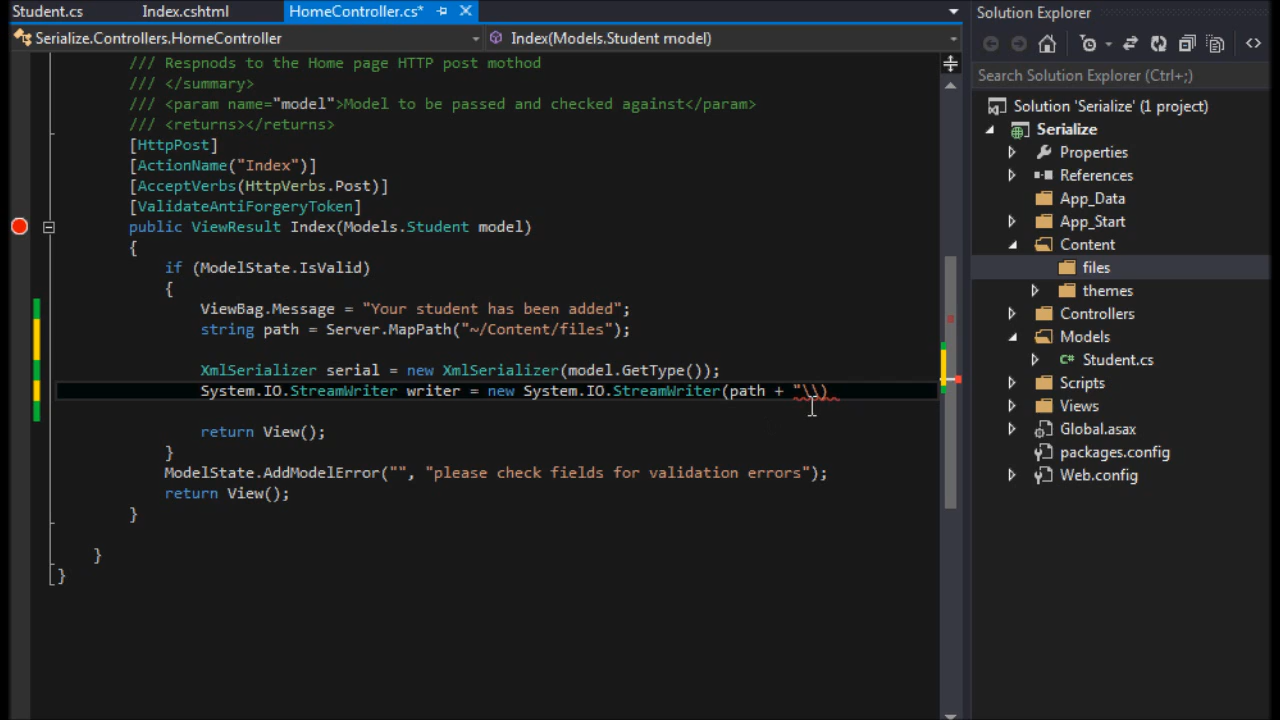 Student.cs Index.cshtml HomeController.cs*
Serialize.Controllers.HomeController Index(Models.Student model)
/// Respnods to the Home page HTTP post mothod
/// </summary>
/// <param name="model">Model to be passed and checked against</param>
/// <returns></returns>
[HttpPost]
[ActionName("Index")]
[AcceptVerbs(HttpVerbs.Post)]
[ValidateAntiForgeryToken]
public ViewResult Index(Models.Student model)
{
if (ModelState.IsValid)
{
ViewBag.Message = "Your student has been added";
string path = Server.MapPath("~/Content/files");
XmlSerializer serial = new XmlSerializer(model.GetType());
System.IO.StreamWriter writer = new System.IO.StreamWriter(path + "\\)
return View();
}
ModelState.AddModelError("", "please check fields for validation errors");
return View();
}
}
}
Solution Explorer
Search Solution Explorer (Ctrl+;)
Solution 'Serialize' (1 project)
Serialize
Properties
References
App_Data
App_Start
Content
files
themes
Controllers
Models
Student.cs
Scripts
Views
Global.asax
packages.config
Web.config